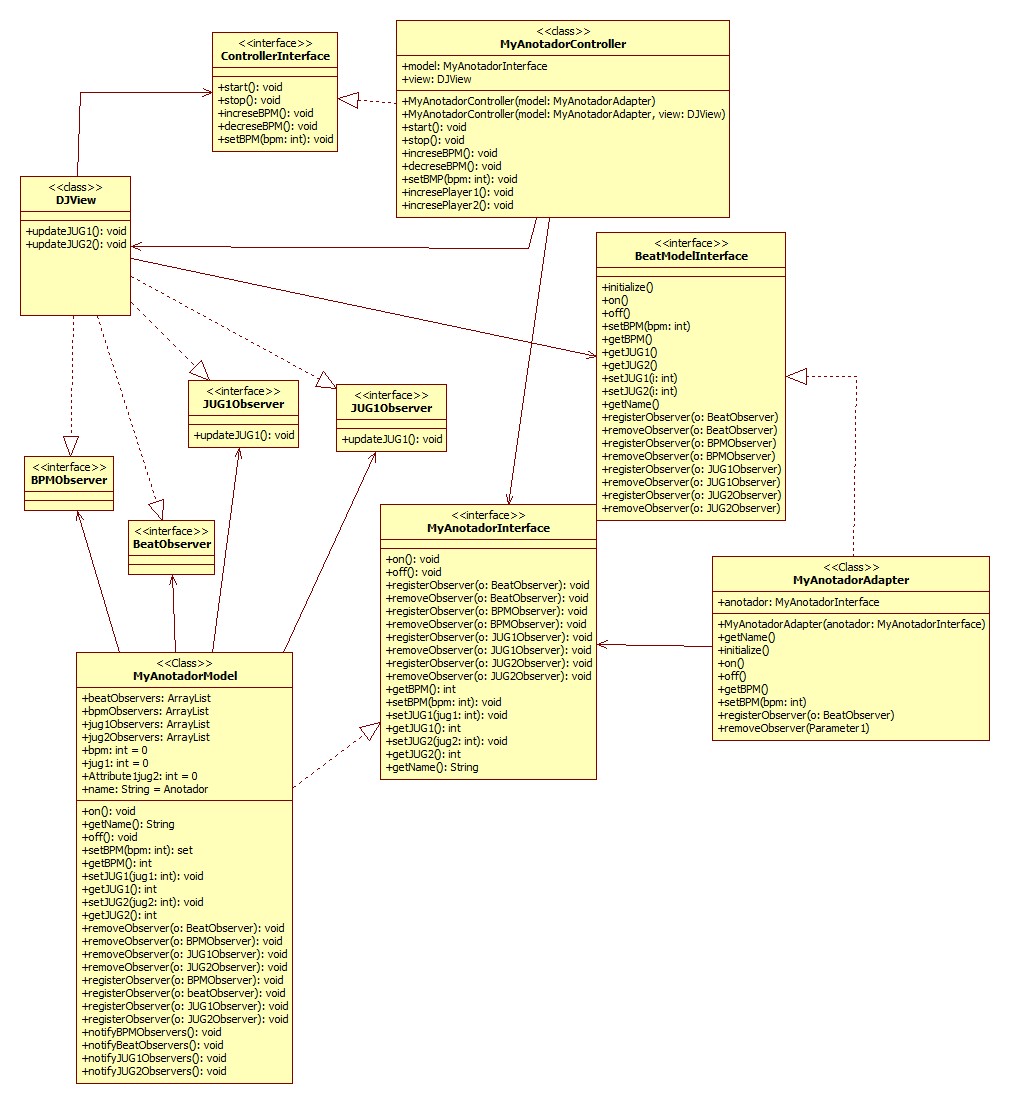 <<interface>>
ControllerInterface
+start(): void
+stop(): void
+increseBPM(): void
+decreseBPM(): void
+setBPM(bpm: int): void
<<class>>
MyAnotadorController
+model: MyAnotadorInterface
+view: DJView
+MyAnotadorController(model: MyAnotadorAdapter)
+MyAnotadorController(model: MyAnotadorAdapter, view: DJView)
+start(): void
+stop(): void
+increseBPM(): void
+decreseBPM(): void
+setBMP(bpm: int): void
+incresePlayer1(): void
+incresePlayer2(): void
<<class>>
DJView
+updateJUG1(): void
+updateJUG2(): void
<<interface>>
BeatModelInterface
+initialize()
+on()
+off()
+setBPM(bpm: int)
+getBPM()
+getJUG1()
+getJUG2()
+setJUG1(i: int)
+setJUG2(i: int)
+getName()
+registerObserver(o: BeatObserver)
+removeObserver(o: BeatObserver)
+registerObserver(o: BPMObserver)
+removeObserver(o: BPMObserver)
+registerObserver(o: JUG1Observer)
+removeObserver(o: JUG1Observer)
+registerObserver(o: JUG2Observer)
+removeObserver(o: JUG2Observer)
<<interface>>
JUG1Observer
+updateJUG1(): void
<<interface>>
JUG1Observer
+updateJUG1(): void
<<interface>>
BPMObserver
<<interface>>
BeatObserver
<<interface>>
MyAnotadorInterface
+on(): void
+off(): void
+registerObserver(o: BeatObserver): void
+removeObserver(o: BeatObserver): void
+registerObserver(o: BPMObserver): void
+removeObserver(o: BPMObserver): void
+registerObserver(o: JUG1Observer): void
+removeObserver(o: JUG1Observer): void
+registerObserver(o: JUG2Observer): void
+removeObserver(o: JUG2Observer): void
+getBPM(): int
+setBPM(bpm: int): void
+setJUG1(jug1: int): void
+getJUG1(): int
+setJUG2(jug2: int): void
+getJUG2(): int
+getName(): String
<<Class>>
MyAnotadorAdapter
+anotador: MyAnotadorInterface
+MyAnotadorAdapter(anotador: MyAnotadorInterface)
+getName()
+initialize()
+on()
+off()
+getBPM()
+setBPM(bpm: int)
+registerObserver(o: BeatObserver)
+removeObserver(Parameter1)
<<Class>>
MyAnotadorModel
+beatObservers: ArrayList
+bpmObservers: ArrayList
+jug1Observers: ArrayList
+jug2Observers: ArrayList
+bpm: int = 0
+jug1: int = 0
+Attribute1jug2: int = 0
+name: String = Anotador
+on(): void
+getName(): String
+off(): void
+setBPM(bpm: int): set
+getBPM(): int
+setJUG1(jug1: int): void
+getJUG1(): int
+setJUG2(jug2: int): void
+getJUG2(): int
+removeObserver(o: BeatObserver): void
+removeObserver(o: BPMObserver): void
+removeObserver(o: JUG1Observer): void
+removeObserver(o: JUG2Observer): void
+registerObserver(o: BPMObserver): void
+registerObserver(o: beatObserver): void
+registerObserver(o: JUG1Observer): void
+registerObserver(o: JUG2Observer): void
+notifyBPMObservers(): void
+notifyBeatObservers(): void
+notifyJUG1Observers(): void
+notifyJUG2Observers(): void